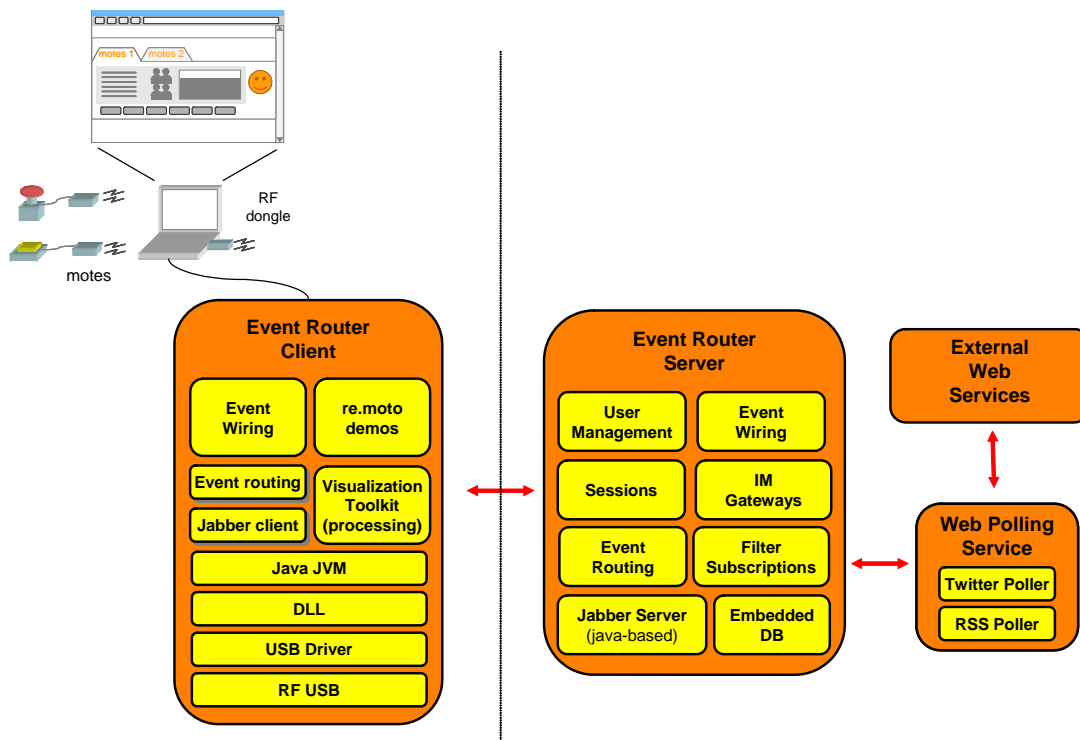 motes 1
motes 2
RF
dongle
motes
Event Router
Client
Event
Wiring
re.moto
demos
Event routing
Jabber client
Visualization
Toolkit
(processing)
Java JVM
DLL
USB Driver
RF USB
Event Router
Server
User
Management
Event
Wiring
Sessions
IM
Gateways
Event
Routing
Filter
Subscriptions
Jabber Server
(java-based)
Embedded
DB
External
Web
Services
Web Polling
Service
Twitter Poller
RSS Poller